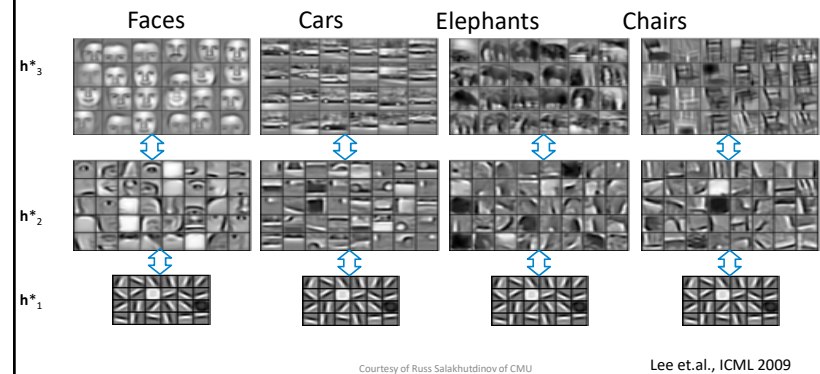 Faces Cars Elephants Chairs
h*3
h*2
h*1
Courtesy of Russ Salakhutdinov of CMU
Lee et.al., ICML 2009